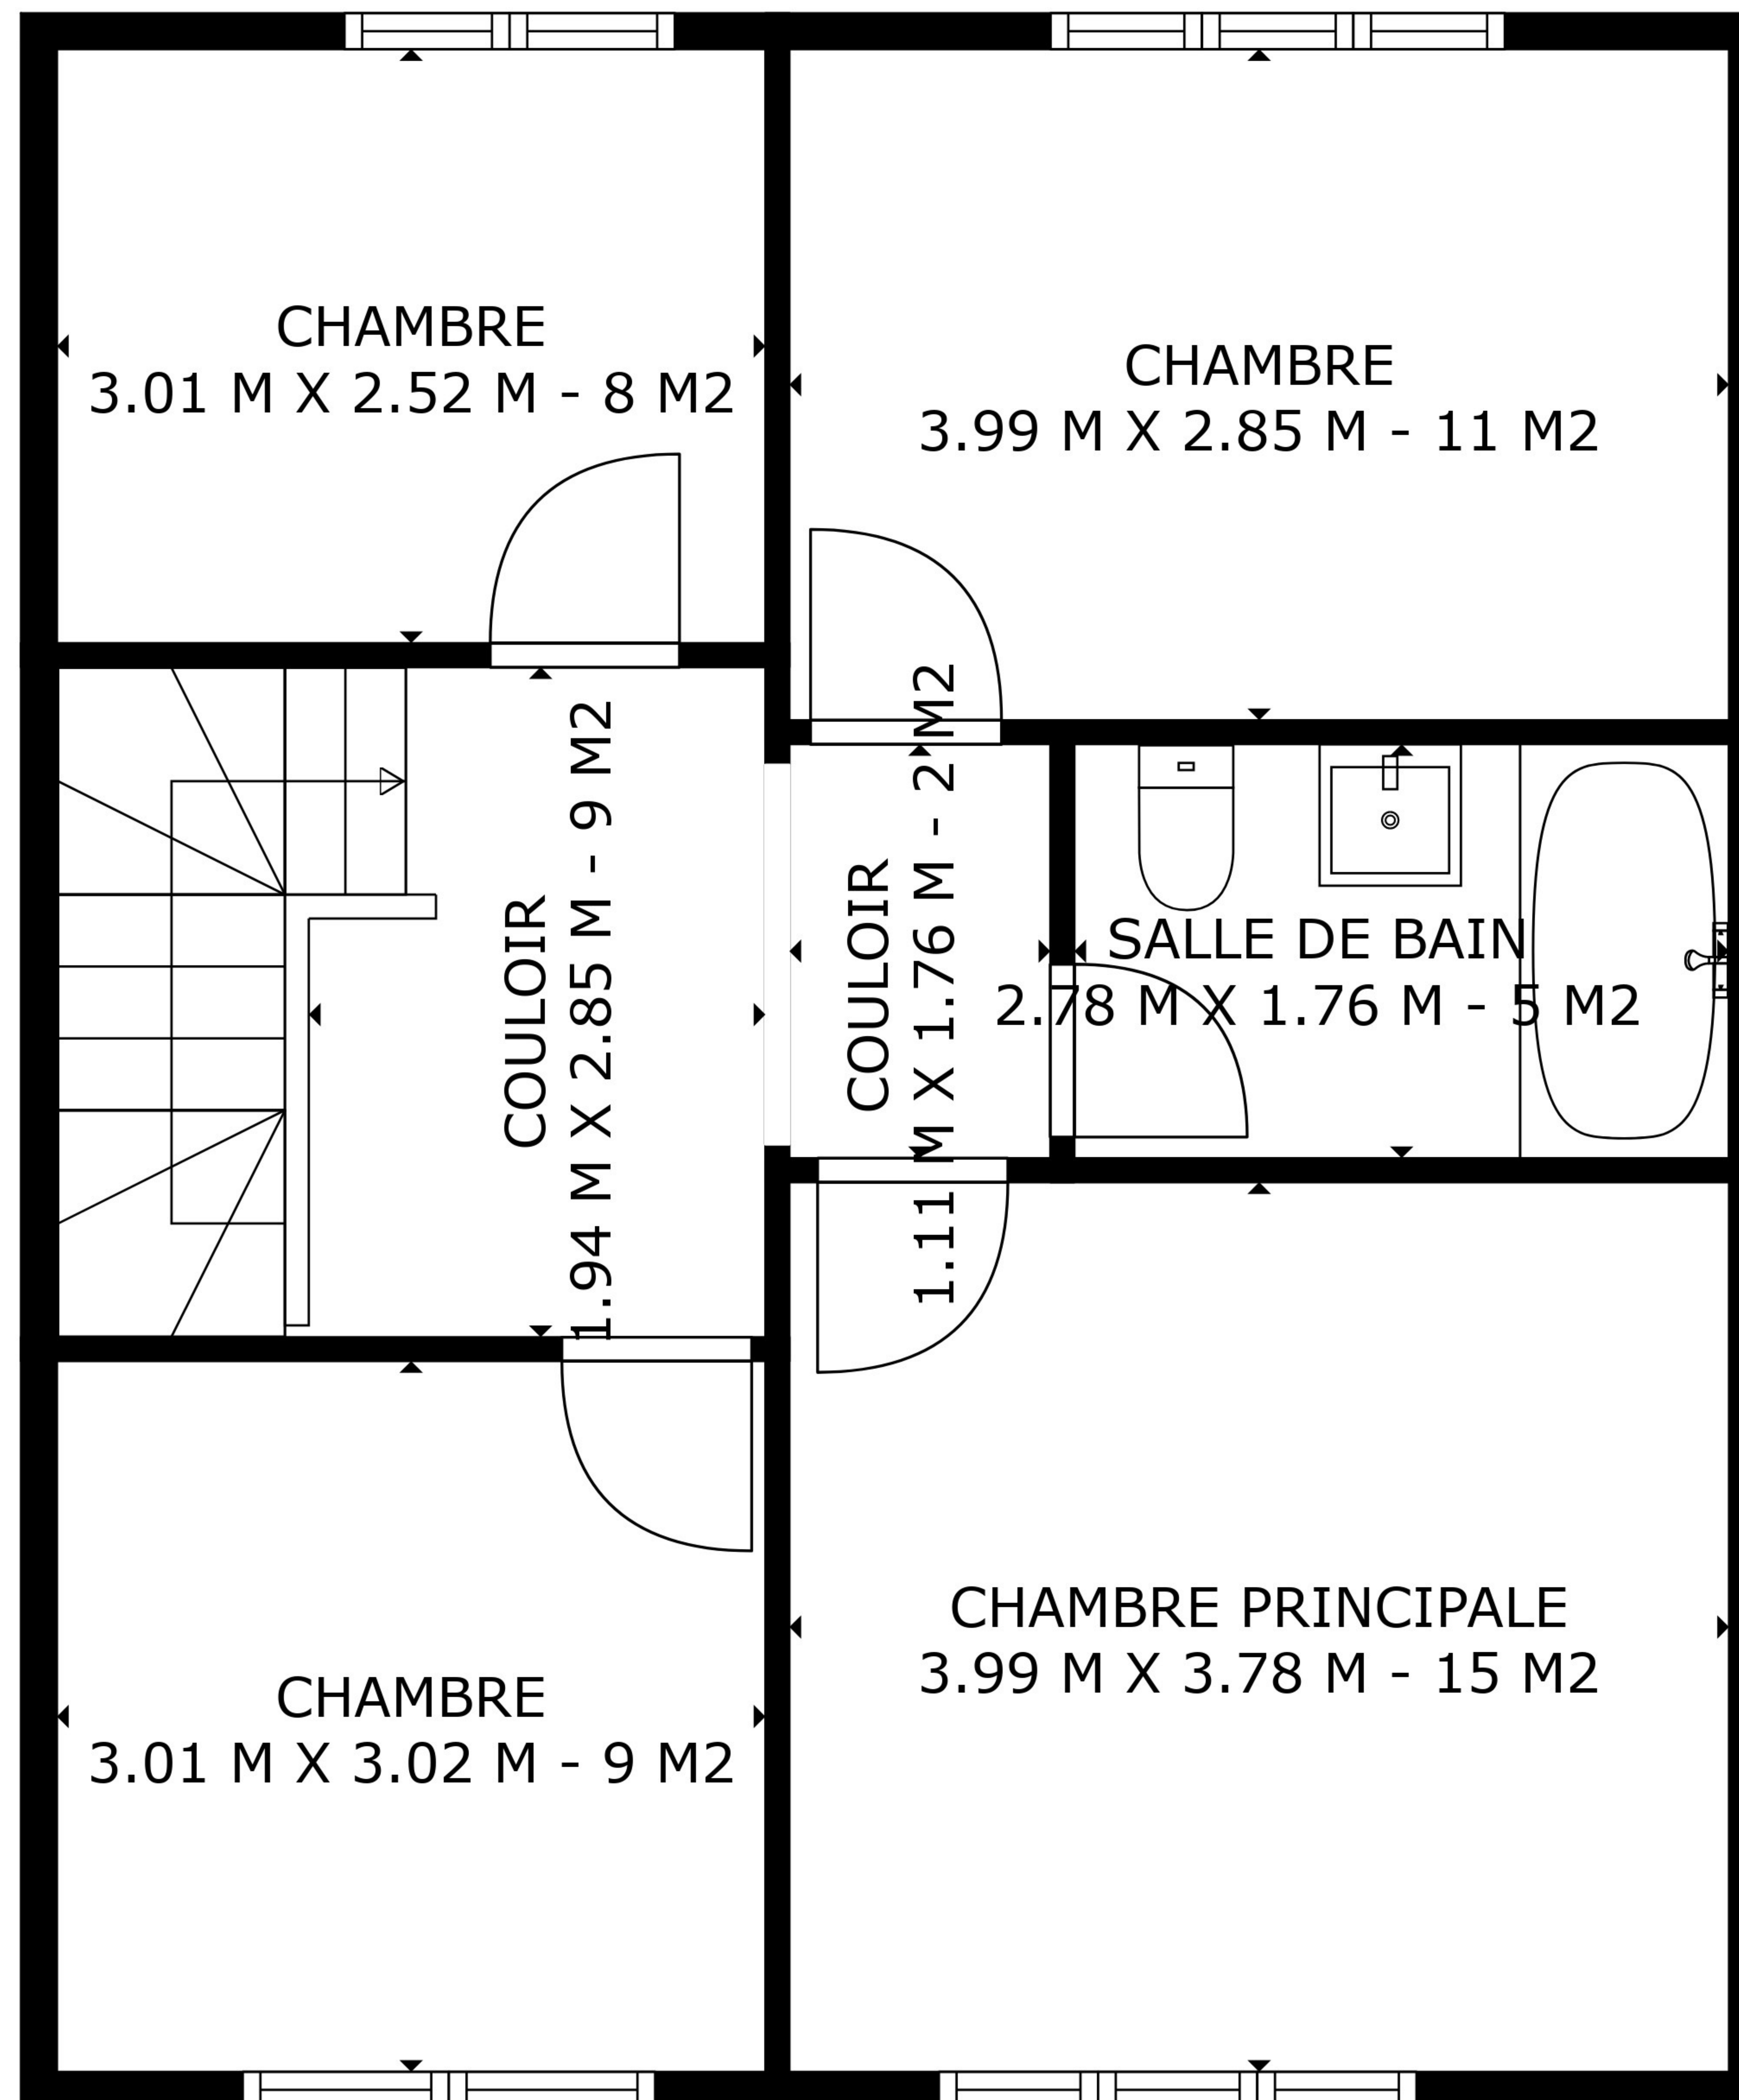 CHAMBRE
3.01 M X 2.52 M - 8 M2
CHAMBRE
3.99 M X 2.85 M - 11 M2
COULOIR
1.94 M X 2.85 M - 9 M2
COULOIR
1.11 M X 1.76 M - 2 M2
SALLE DE BAIN
2.78 M X 1.76 M - 5 M2
CHAMBRE PRINCIPALE
3.99 M X 3.78 M - 15 M2
CHAMBRE
3.01 M X 3.02 M - 9 M2